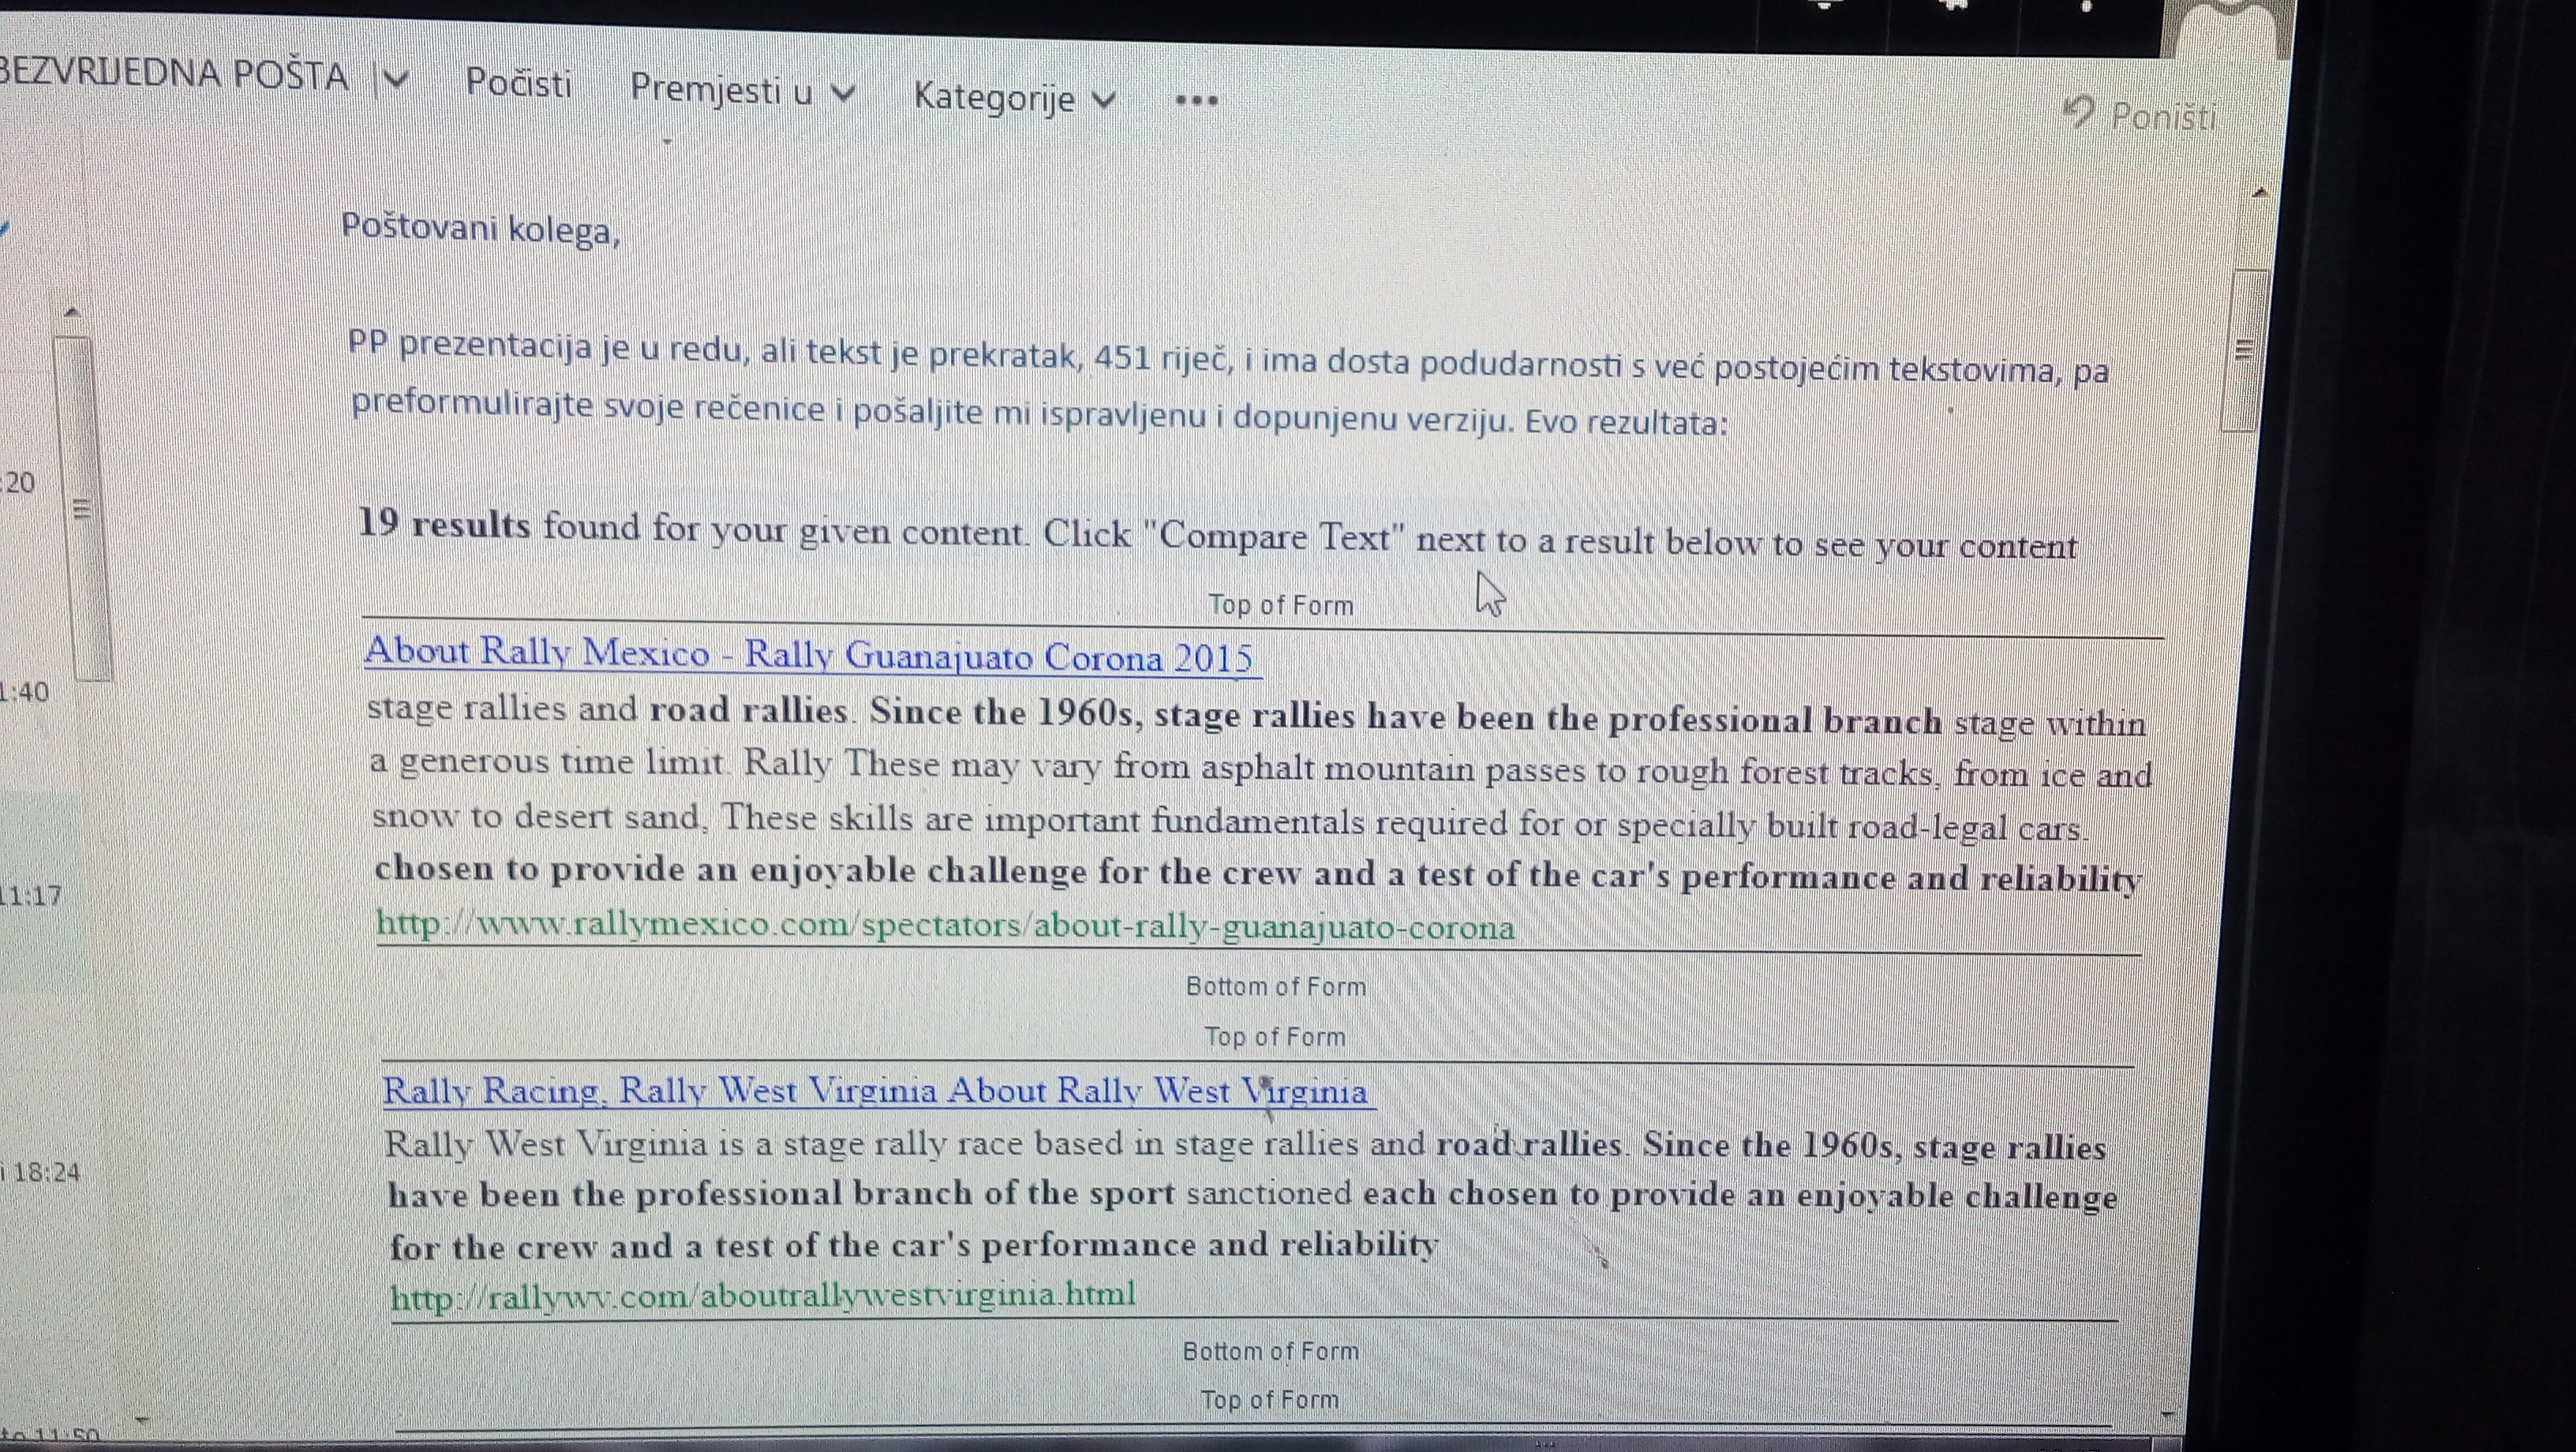 BEZVRIJEDNA POŠTA Počisti Premjesti u Kategorije ••• Poništi
Poštovani kolega,
PP prezentacija je u redu, ali tekst je prekratak, 451 riječ, i ima dosta podudarnosti s već postojećim tekstovima, pa
preformulirajte svoje rečenice i pošaljite mi ispravljenu i dopunjenu verziju. Evo rezultata:
:20
19 results found for your given content. Click "Compare Text" next to a result below to see your content
Top of Form
About Rally Mexico - Rally Guanajuato Corona 2015
1:40
stage rallies and road rallies. Since the 1960s, stage rallies have been the professional branch stage within
a generous time limit. Rally These may vary from asphalt mountain passes to rough forest tracks, from ice and
snow to desert sand, These skills are important fundamentals required for or specially built road-legal cars.
chosen to provide an enjoyable challenge for the crew and a test of the car's performance and reliability
11:17
http://www.rallymexico.com/spectators/about-rally-guanajuato-corona
Bottom of Form
Top of Form
Rally Racing, Rally West Virginia About Rally West Virginia
Rally West Virginia is a stage rally race based in stage rallies and road rallies. Since the 1960s, stage rallies
i 18:24
have been the professional branch of the sport sanctioned each chosen to provide an enjoyable challenge
for the crew and a test of the car's performance and reliability
http://rallywv.com/aboutrallywestvirginia.html
Bottom of Form
Top of Form
11:50